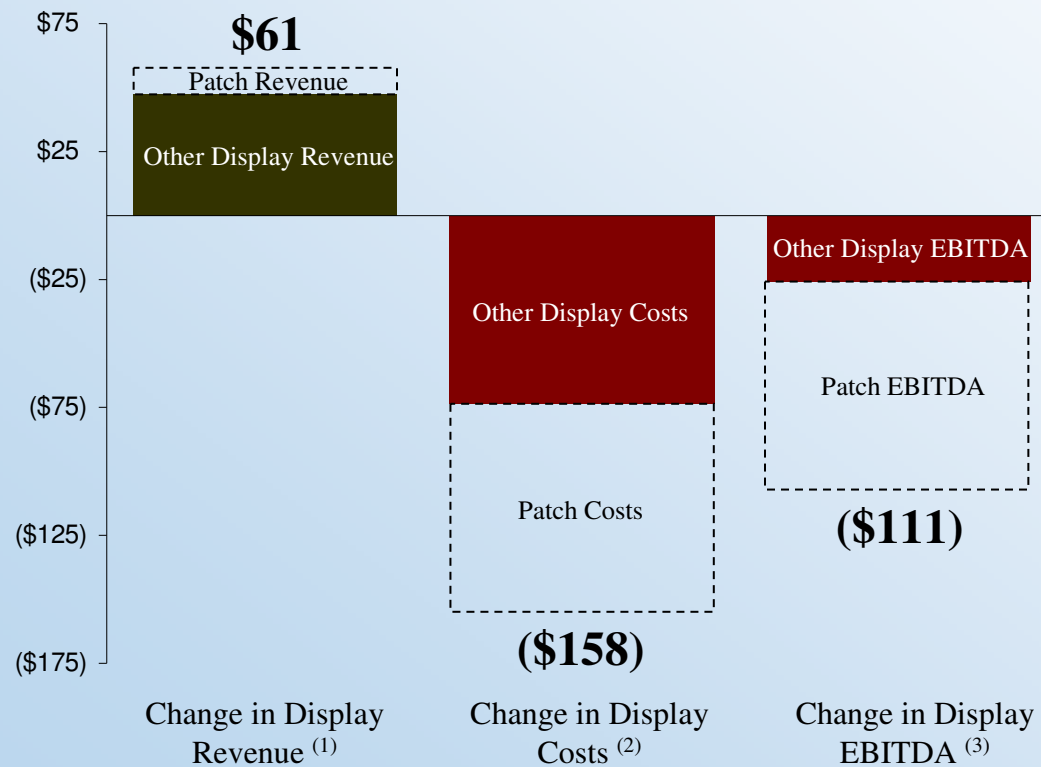 $75
$25
($25)
($75)
($125)
($175)
$61
Patch Revenue
Other Display Revenue
Other Display Costs
Patch Costs
($158)
Other Display EBITDA
Patch EBITDA
($111)
Change in Display
Revenue (1)
Change in Display
Costs (2)
Change in Display
EBITDA (3)